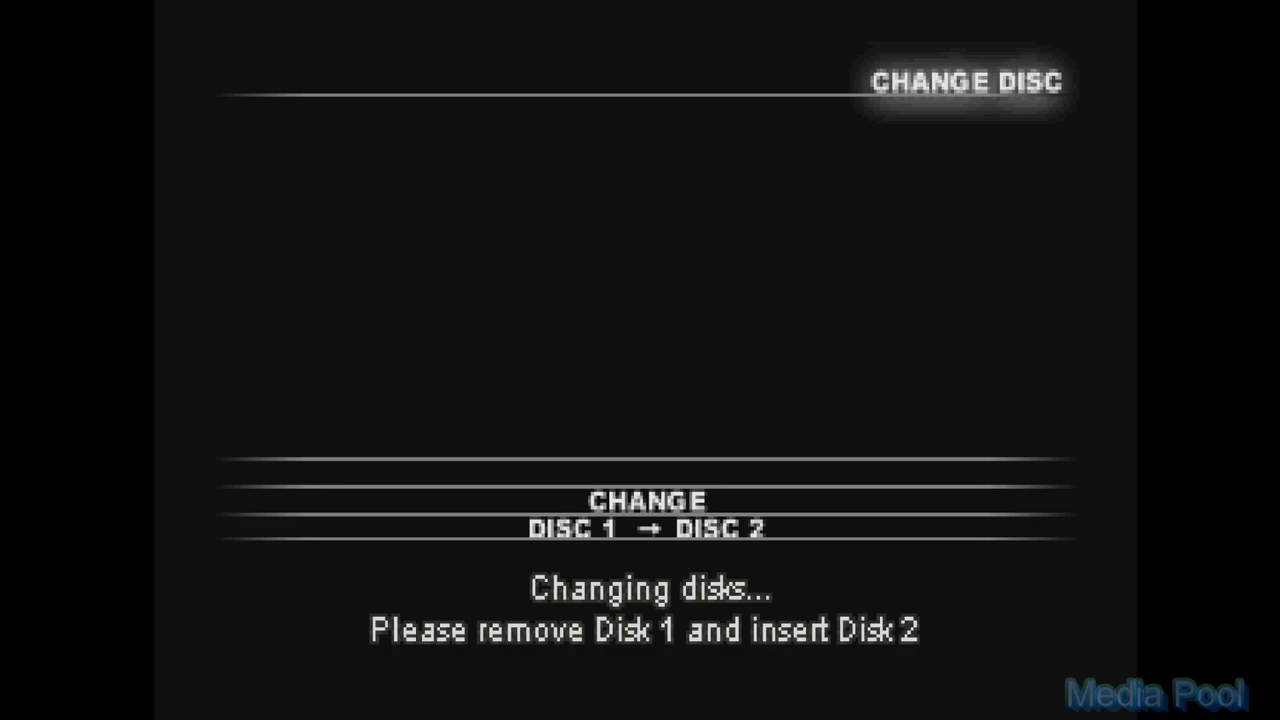 CHANGE DISC
CHANGE
DISC 1 → DISC 2
Changing disks...
Please remove Disk 1 and insert Disk 2
Media Pool